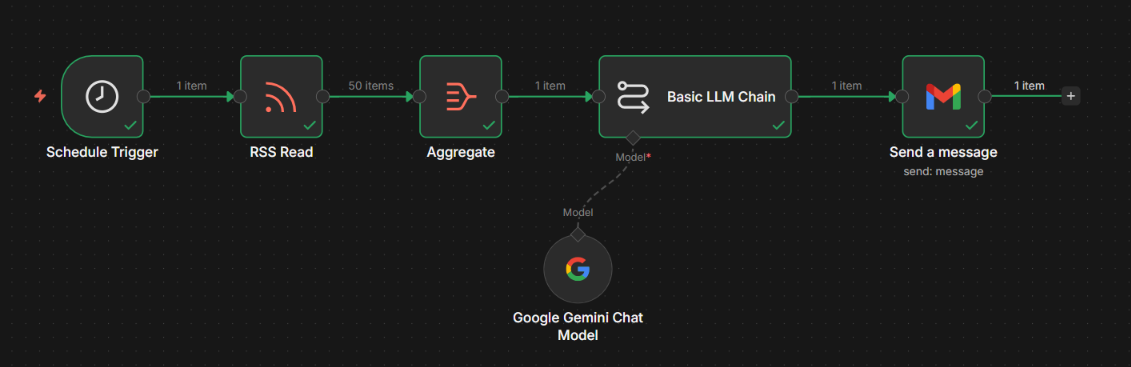 1 item
50 items
1 item
1 item
1 item
Basic LLM Chain
Schedule Trigger
RSS Read
Aggregate
Model*
Send a message
send: message
Model
Google Gemini Chat
Model